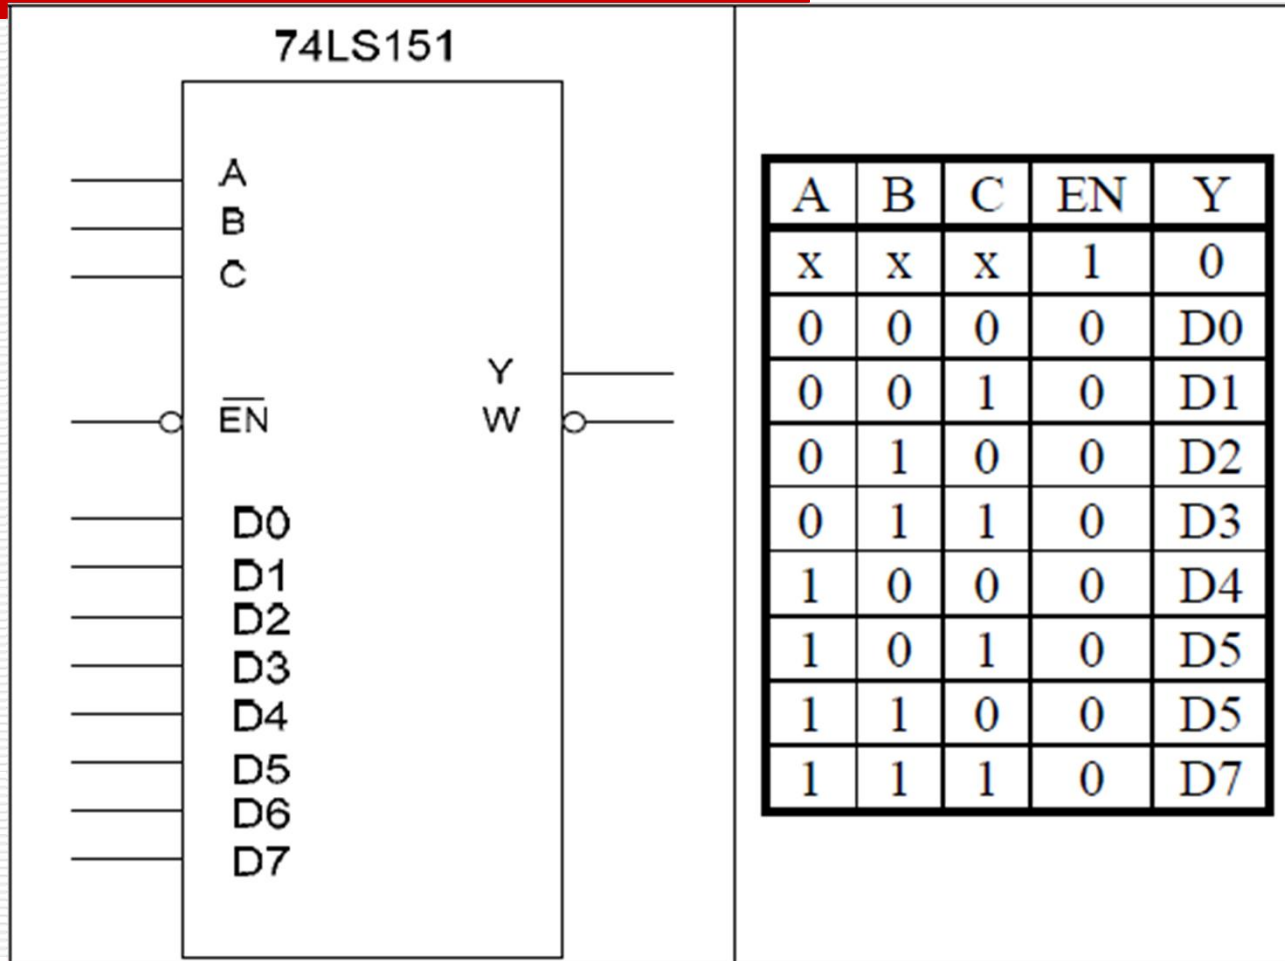 74LS151
A
B
C
Y
EN
W
D0
D1
D2
D3
D4
D5
D6
D7
A B C EN Y
x x x 1 0
0 0 0 0 D0
0 0 1 0 D1
0 1 0 0 D2
0 1 1 0 D3
1 0 0 0 D4
1 0 1 0 D5
1 1 0 0 D5
1 1 1 0 D7